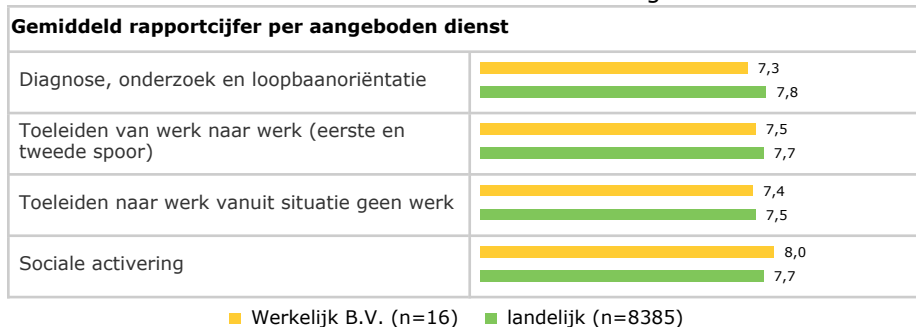 Gemiddeld rapportcijfer per aangeboden dienst
Diagnose, onderzoek en loopbaanoriëntatie
7,3
7,8
Toeleiden van werk naar werk (eerste en
tweede spoor)
7,5
7,7
Toeleiden naar werk vanuit situatie geen werk
7,4
7,5
Sociale activering
8,0
7,7
Werkelijk B.V. (n=16) landelijk (n=8385)